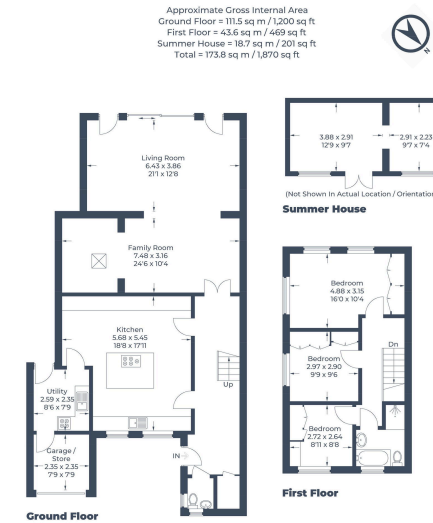 Approximate Gross Internal Area
Ground Floor = 111.5 sq m / 1,200 sq ft
First Floor = 43.6 sq m / 469 sq ft
Summer House = 18.7 sq m / 201 sq ft
Total = 173.8 sq m / 1,870 sq ft
N
3.88 x 2.91
12'9 x 9'7
2.91 x 2.23
9'7 x 7'4
(Not Shown In Actual Location / Orientation
Summer House
Living Room
6.43 x 3.86
21'1 x 12'8
Family Room
7.48 x 3.16
24'6 x 10'4
Kitchen
5.68 x 5.45
18'8 x 17'11
Up
Utility
2.59 x 2.35
8'6 x 7'9
Garage /
Store
2.35 x 2.35
7'9 x 7'9
IN
Ground Floor
Bedroom
4.88 x 3.15
16'0 x 10'4
Dn
Bedroom
2.97 x 2.90
9'9 x 9'6
Bedroom
2.72 x 2.64
8'11 x 8'8
First Floor